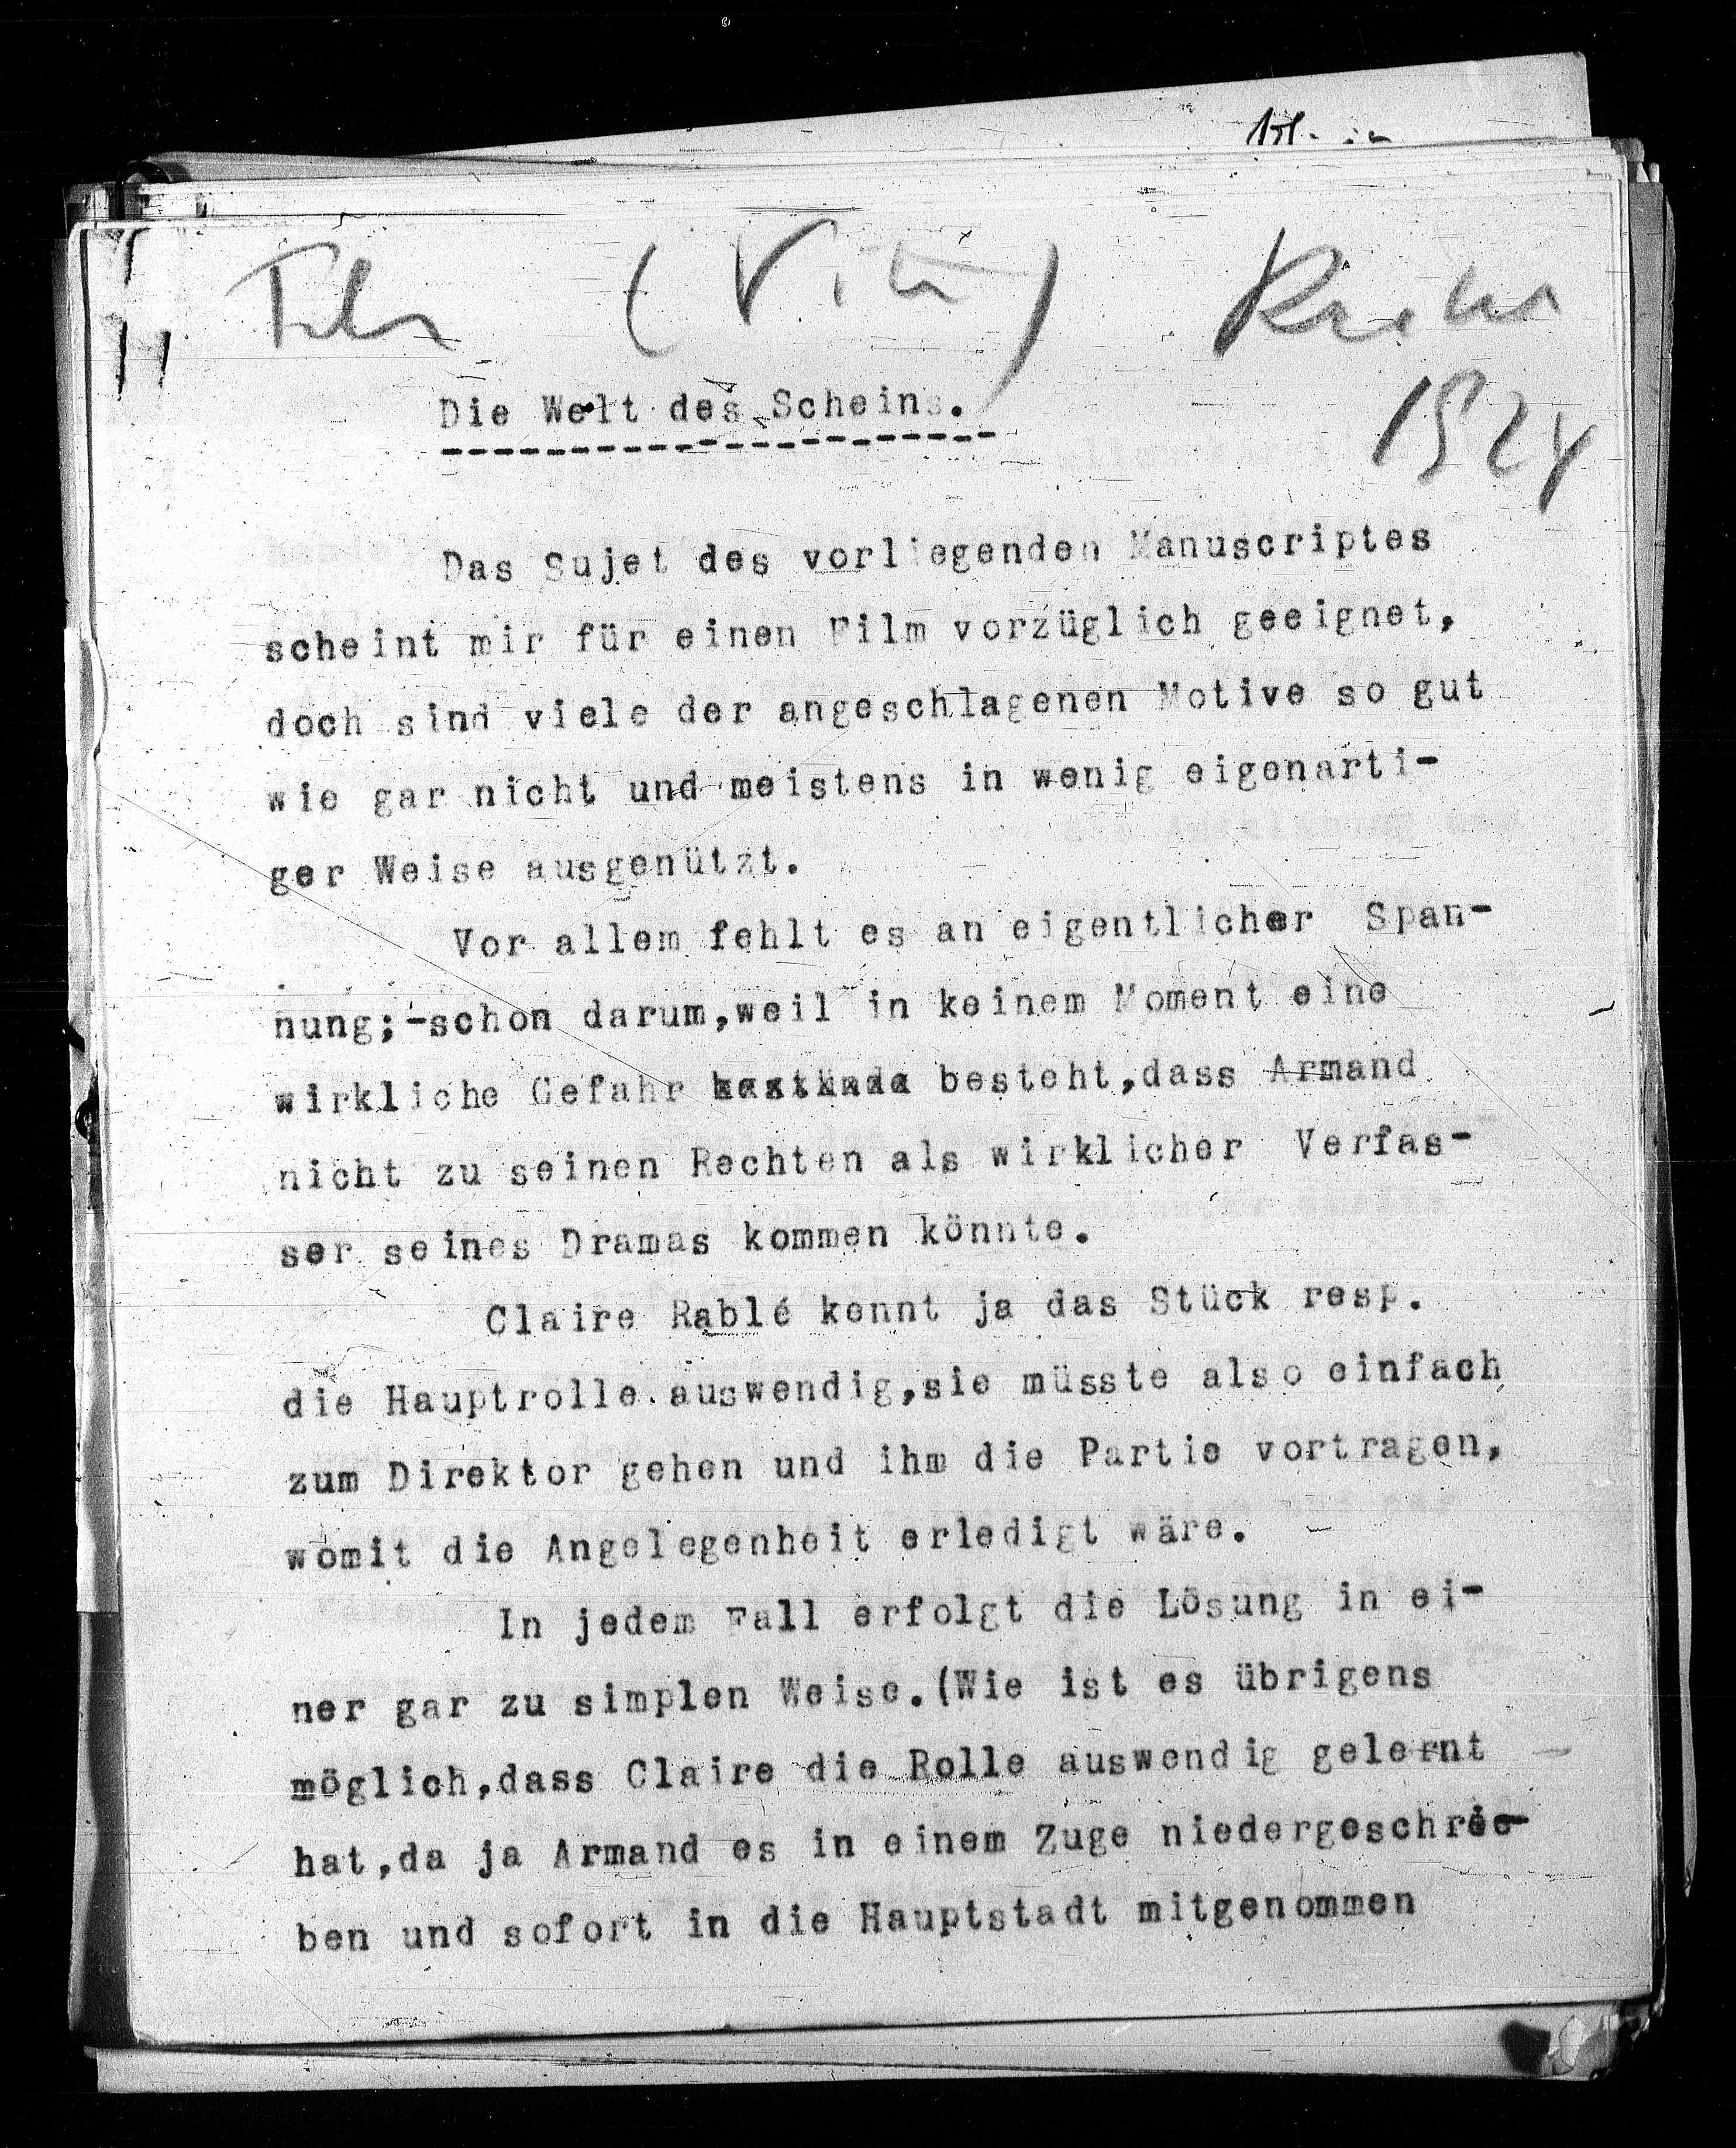 Film
1924
Die Welt des Scheins.
Das Sujet des vorliegenden Manuscriptes
scheint mir für einen Film vorzüglich geeignet,
doch sind viele der angeschlagenen Motive so gut
wie gar nicht und meistens in wenig eigenarti-
ger Weise ausgenützt.
Vor allem fehlt es an eigentlicher Span-
nung;-schon darum,weil in keinem Moment eine
wirkliche Gefahr besteht,dass Armand
nicht zu seinen Rechten als wirklicher Verfas-
ser seines Dramas kommen könnte.
Claire Rablé kennt ja das Stück resp.
die Hauptrolle auswendig,sie müsste also einfach
zum Direktor gehen und ihm die Partie vortragen,
womit die Angelegenheit erledigt wäre.
In jedem Fall erfolgt die Lösung in ei-
ner gar zu simplen Weise.(Wie ist es übrigens
möglich,dass Claire die Rolle auswendig gelernt
hat,da ja Armand es in einem Zuge niedergeschrie-
ben und sofort in die Hauptstadt mitgenommen